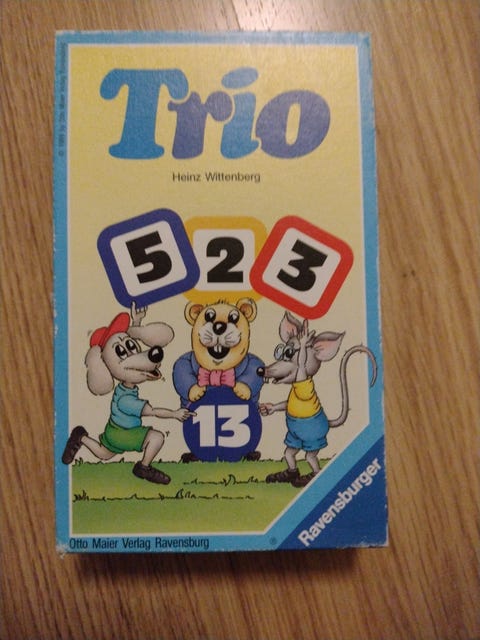 Trio
Heinz Wittenberg
5 2 3
13
Ravensburger
Otto Maier Verlag Ravensburg ®